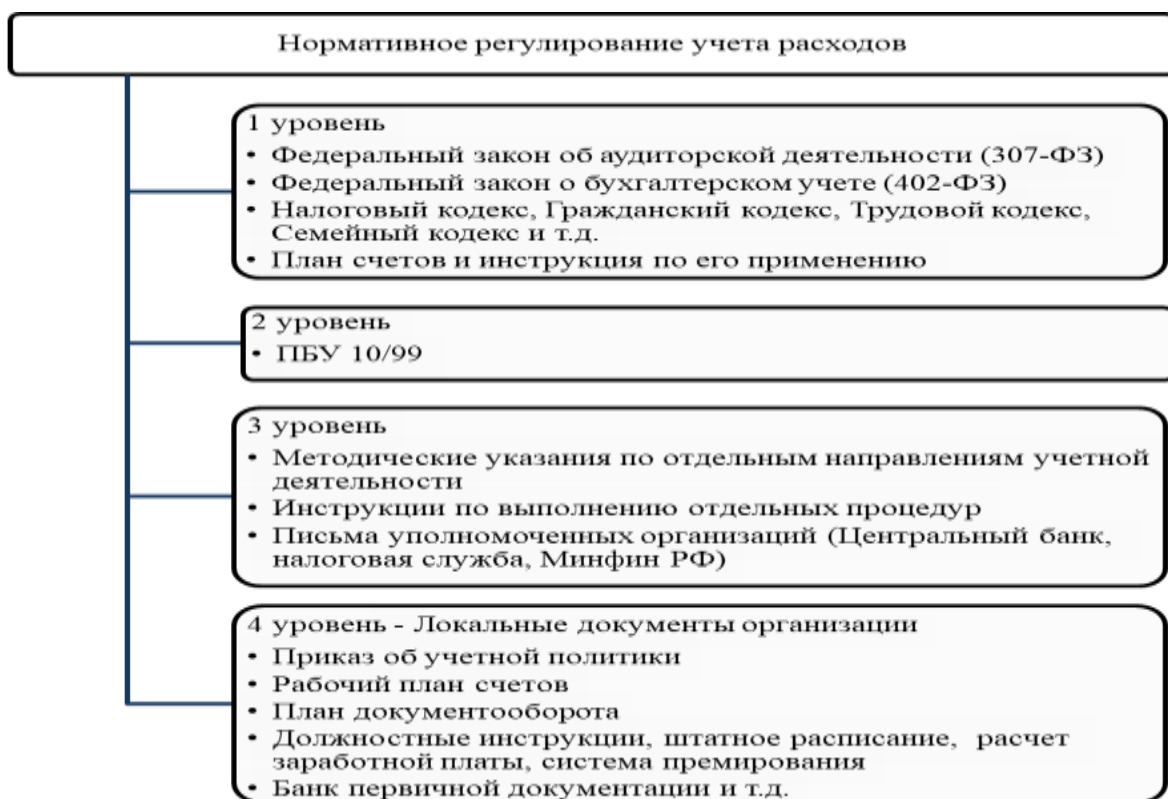 Нормативное регулирование учета расходов
1 уровень
• Федеральный закон об аудиторской деятельности (307-ФЗ)
• Федеральный закон о бухгалтерском учете (402-ФЗ)
• Налоговый кодекс, Гражданский кодекс, Трудовой кодекс,
Семейный кодекс и т.д.
• План счетов и инструкция по его применению
2 уровень
• ПБУ 10/99
3 уровень
• Методические указания по отдельным направлениям учетной
деятельности
• Инструкции по выполнению отдельных процедур
• Письма уполномоченных организаций (Центральный банк,
налоговая служба, Минфин РФ)
4 уровень - Локальные документы организации
• Приказ об учетной политики
• Рабочий план счетов
• План документооборота
• Должностные инструкции, штатное расписание, расчет
заработной платы, система премирования
• Банк первичной документации и т.д.